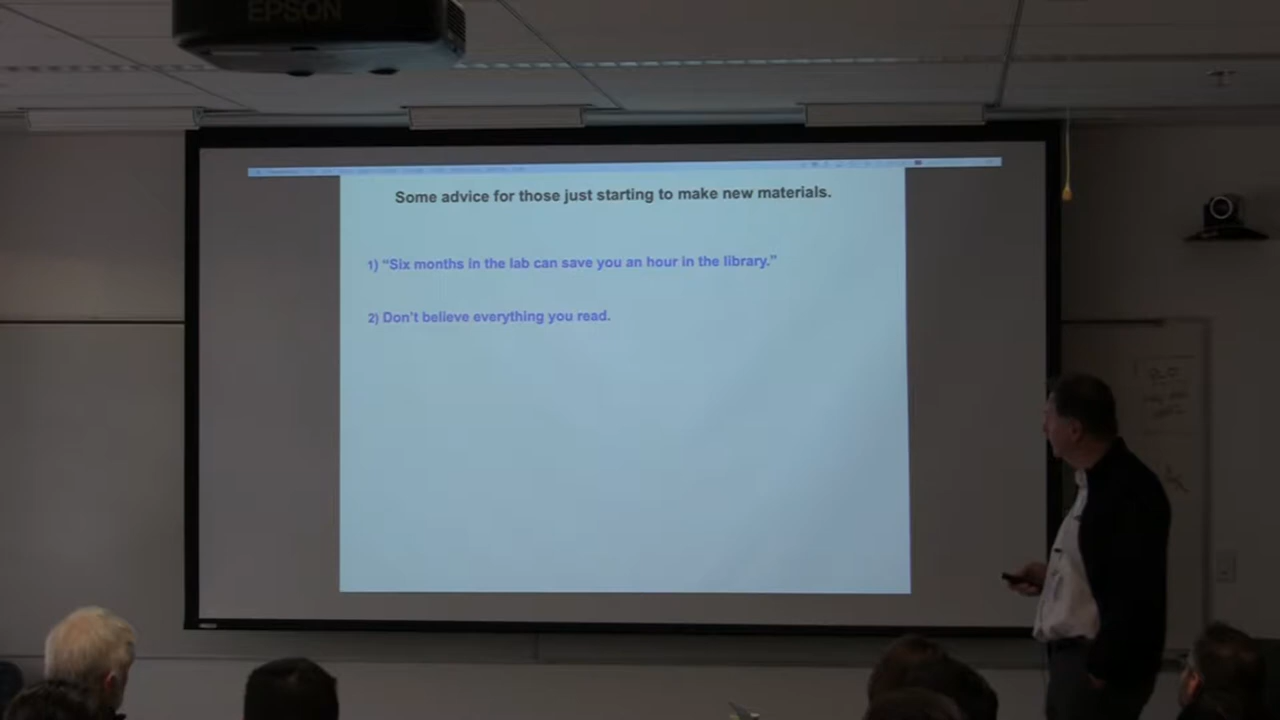 EPSON
Some advice for those just starting to make new materials.
1) “Six months in the lab can save you an hour in the library.”
2) Don’t believe everything you read.